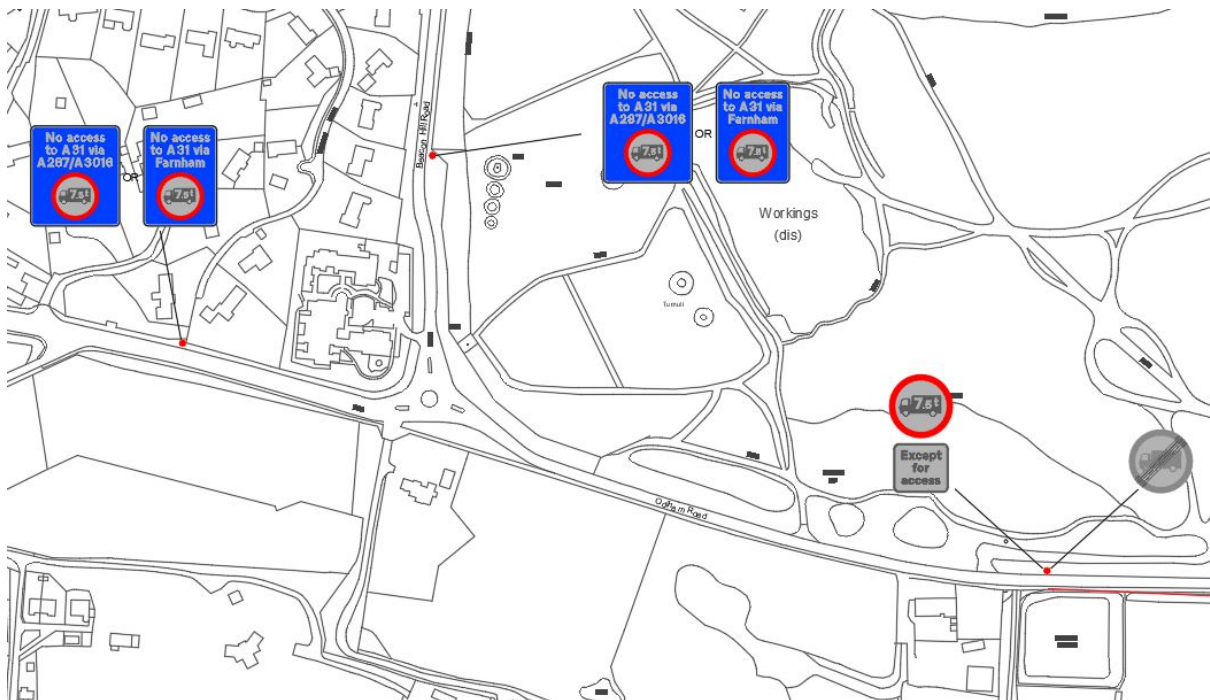 No access
to A31 via
A287/A3016
7.5t
OR
No access
to A31 via
Farnham
7.5t
Beacon Hill Road
No access
to A31 via
A287/A3016
7.5t
OR
No access
to A31 via
Farnham
7.5t
Workings
(dis)
Tumuli
7.5t
Except
for
access
Odiham Road